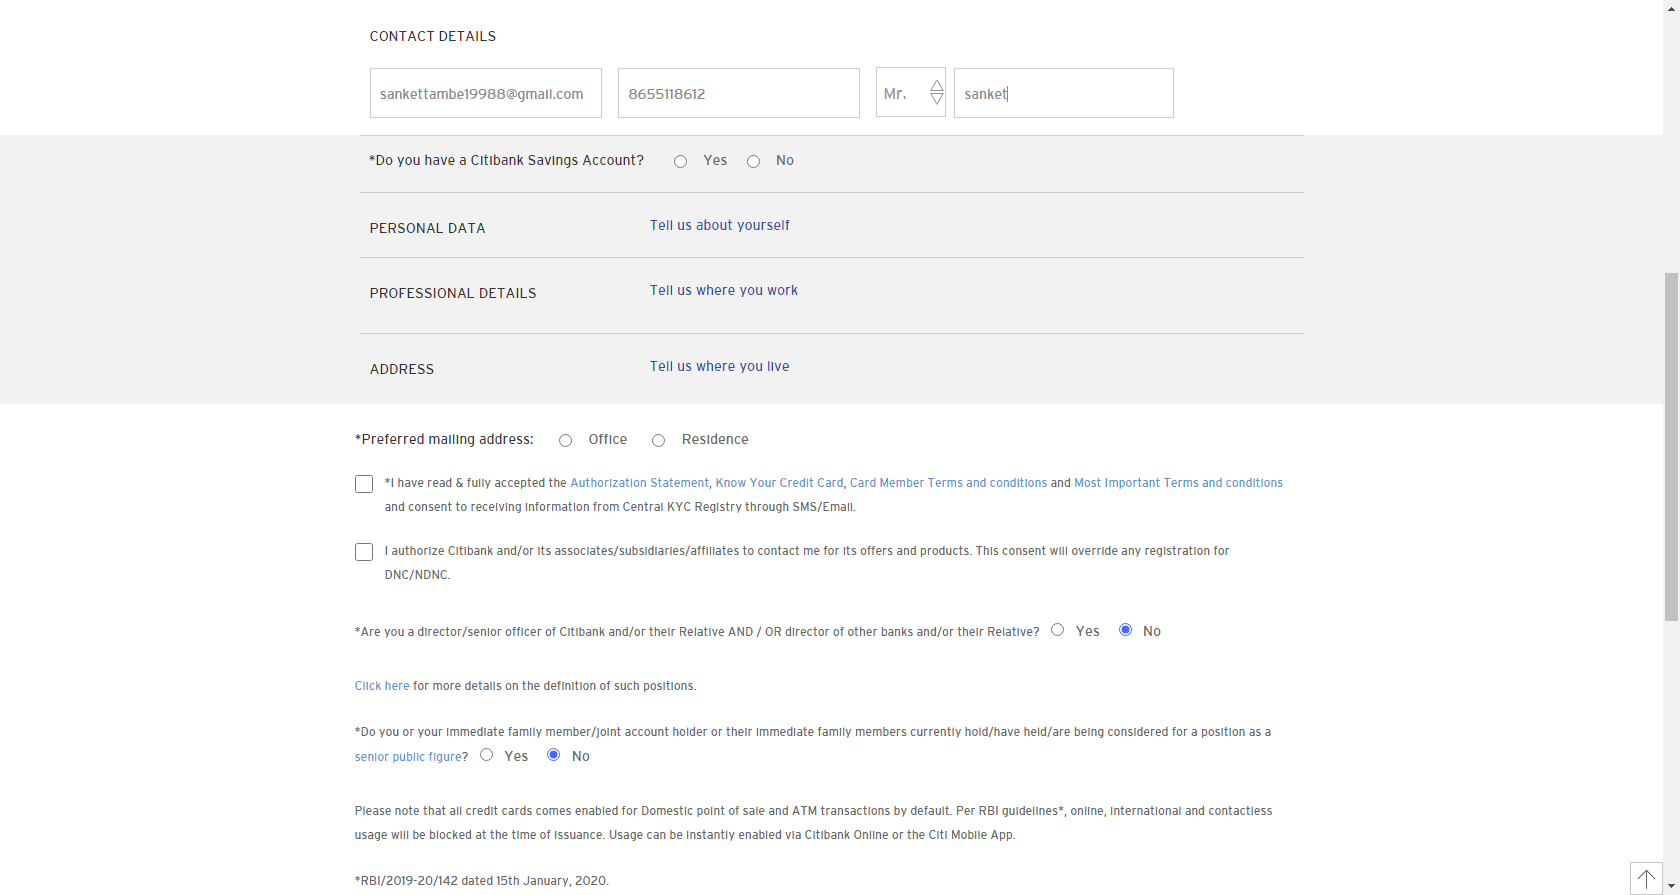 CONTACT DETAILS
sankettambe19988@gmail.com 8655118612 Mr. sanket
*Do you have a Citibank Savings Account? Yes No
PERSONAL DATA Tell us about yourself
PROFESSIONAL DETAILS Tell us where you work
ADDRESS Tell us where you live
*Preferred mailing address: Office Residence
*I have read & fully accepted the Authorization Statement, Know Your Credit Card, Card Member Terms and conditions and Most Important Terms and conditions
and consent to receiving information from Central KYC Registry through SMS/Email.
I authorize Citibank and/or its associates/subsidiaries/affiliates to contact me for its offers and products. This consent will override any registration for
DNC/NDNC.
*Are you a director/senior officer of Citibank and/or their Relative AND / OR director of other banks and/or their Relative? Yes No
Click here for more details on the definition of such positions.
*Do you or your immediate family member/joint account holder or their immediate family members currently hold/have held/are being considered for a position as a
senior public figure? Yes No
Please note that all credit cards comes enabled for Domestic point of sale and ATM transactions by default. Per RBI guidelines*, online, international and contactless
usage will be blocked at the time of issuance. Usage can be instantly enabled via Citibank Online or the Citi Mobile App.
*RBI/2019-20/142 dated 15th January, 2020.